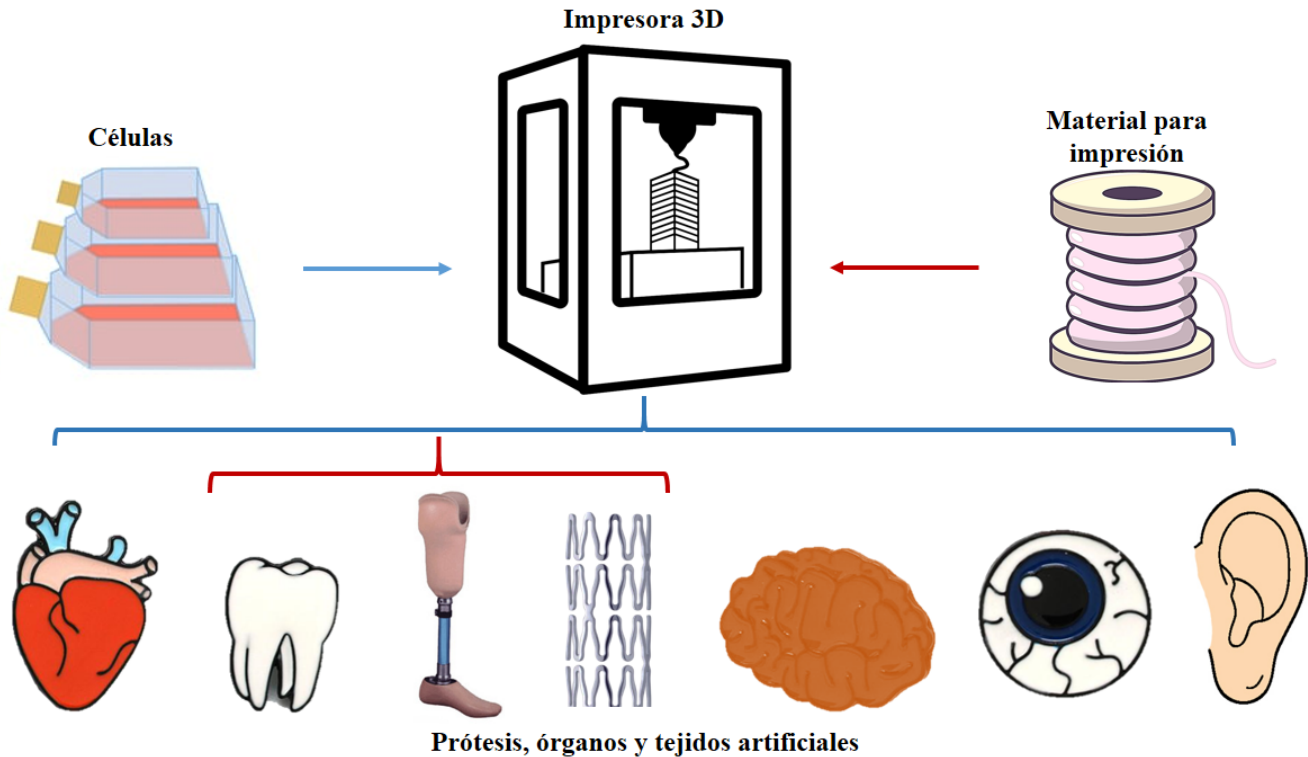 Impresora 3D
Células
Material para
impresión
Prótesis, órganos y tejidos artificiales